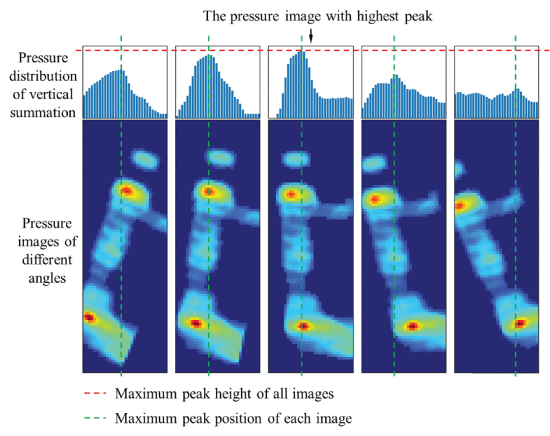 The pressure image with highest peak
Pressure
distribution
of vertical
summation
Pressure
images of
different
angles
Maximum peak height of all images
Maximum peak position of each image